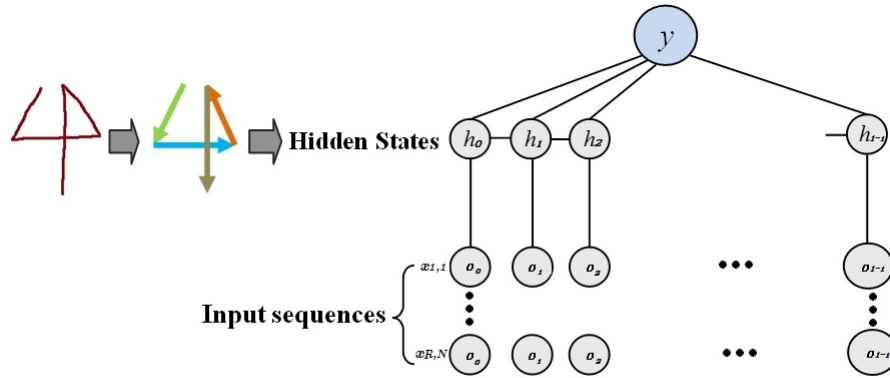 y
Hidden States h0 h1 h2 h1-1
x1,1 o0 o1 o2 ••• o1-1
Input sequences
xR,N o0 o1 o2 ••• o1-1